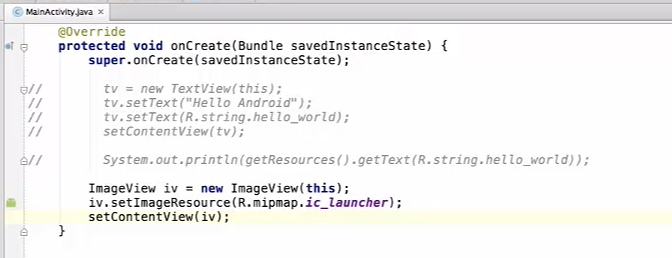 MainActivity.java ×
@Override
protected void onCreate(Bundle savedInstanceState) {
super.onCreate(savedInstanceState);
// tv = new TextView(this);
// tv.setText("Hello Android");
// tv.setText(R.string.hello_world);
// setContentView(tv);
// System.out.println(getResources().getText(R.string.hello_world));
ImageView iv = new ImageView(this);
iv.setImageResource(R.mipmap.ic_launcher);
setContentView(iv);
}